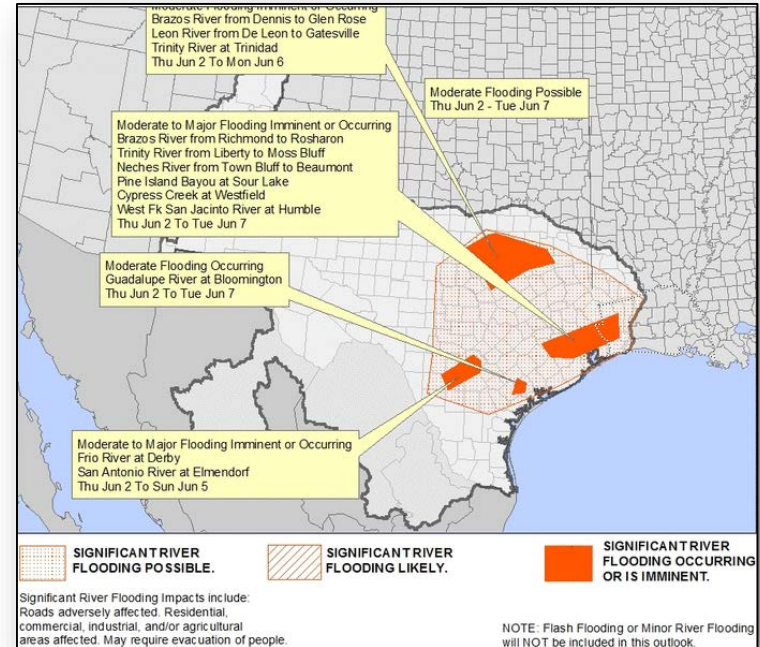 Moderate Flooding Imminent or Occurring
Brazos River from Dennis to Glen Rose
Leon River from De Leon to Gatesville
Trinity River at Trinidad
Thu Jun 2 To Mon Jun 6
Moderate Flooding Possible
Thu Jun 2 - Tue Jun 7
Moderate to Major Flooding Imminent or Occurring
Brazos River from Richmond to Rosharon
Trinity River from Liberty to Moss Bluff
Neches River from Town Bluff to Beaumont
Pine Island Bayou at Sour Lake
Cypress Creek at Westfield
West Fk San Jacinto River at Humble
Thu Jun 2 To Tue Jun 7
Moderate Flooding Occurring
Guadalupe River at Bloomington
Thu Jun 2 To Tue Jun 7
Moderate to Major Flooding Imminent or Occurring
Frio River at Derby
San Antonio River at Elmendorf
Thu Jun 2 To Sun Jun 5
SIGNIFICANT RIVER
FLOODING POSSIBLE.
SIGNIFICANT RIVER
FLOODING LIKELY.
SIGNIFICANT RIVER
FLOODING OCCURRING
OR IS IMMINENT.
Significant River Flooding Impacts include:
Roads adversely affected. Residential,
commercial, industrial, and/or agricultural
areas affected. May require evacuation of people.
NOTE: Flash Flooding or Minor River Flooding
will NOT be included in this outlook.